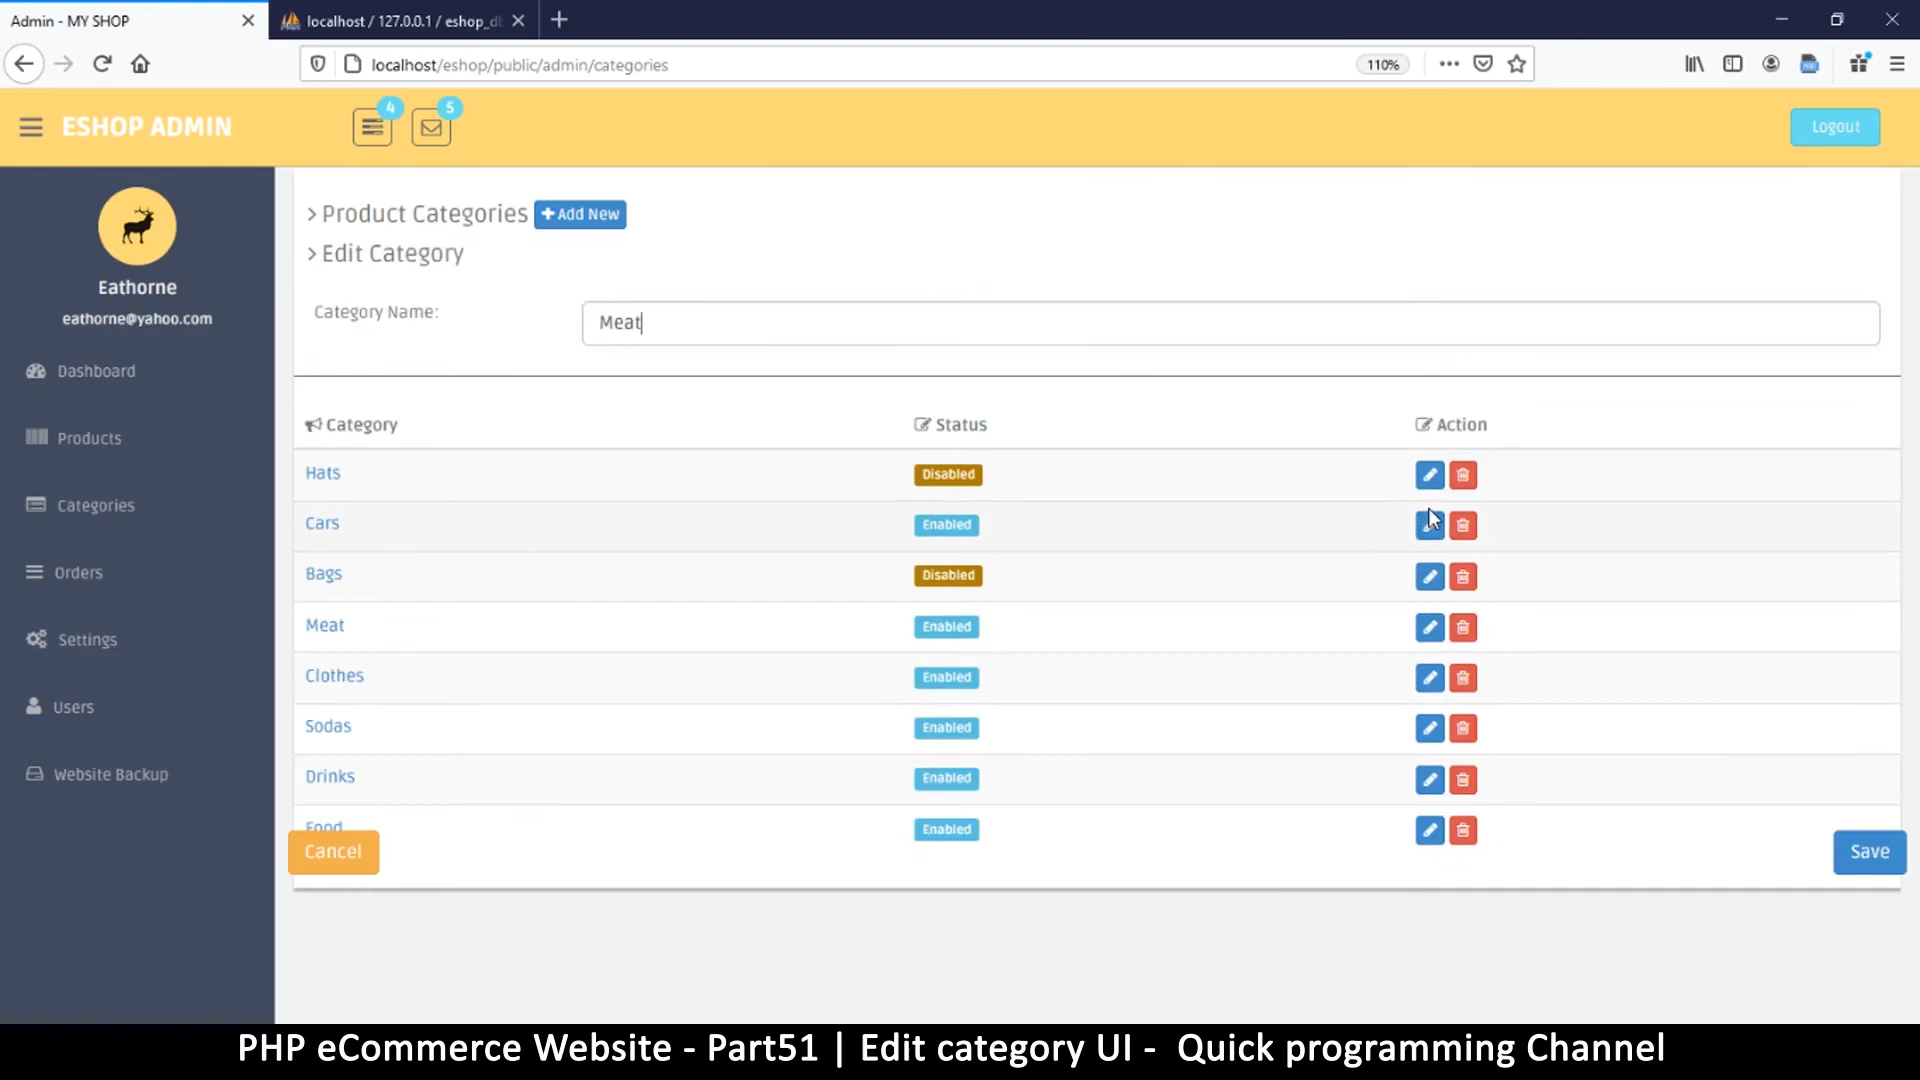 Admin - MY SHOP
localhost / 127.0.0.1 / eshop_d
localhost/eshop/public/admin/categories
110%
ESHOP ADMIN
4
5
Logout
Eathorne
eathorne@yahoo.com
Dashboard
Products
Categories
Orders
Settings
Users
Website Backup
Product Categories
Add New
Edit Category
Category Name:
Meat
Category Status Action
Hats Disabled
Cars Enabled
Bags Disabled
Meat Enabled
Clothes Enabled
Sodas Enabled
Drinks Enabled
Food Enabled
Cancel
Save
PHP eCommerce Website - Part51 | Edit category UI - Quick programming Channel